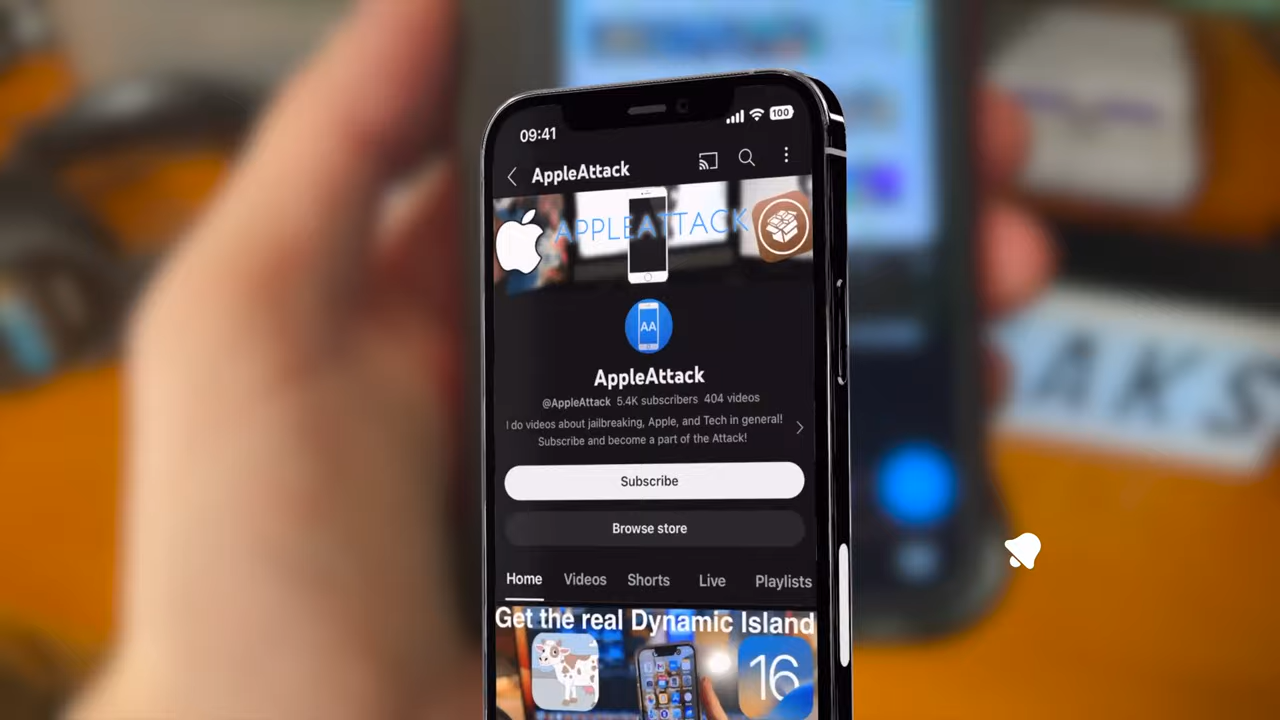 09:41
100
AppleAttack
APPLEATTACK
AA
AppleAttack
@AppleAttack 5.4K subscribers 404 videos
I do videos about jailbreaking, Apple, and Tech in general!
Subscribe and become a part of the Attack!
Subscribe
Browse store
Home Videos Shorts Live Playlists
Get the real Dynamic Island
16
AKS